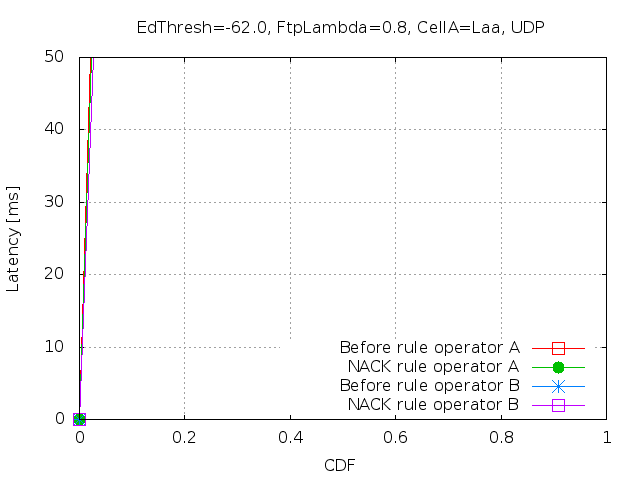 EdThresh=-62.0, FtpLambda=0.8, CellA=Laa, UDP
50
40
30
20
10
0
Latency [ms]
Before rule operator A
NACK rule operator A
Before rule operator B
NACK rule operator B
0 0.2 0.4 0.6 0.8 1
CDF